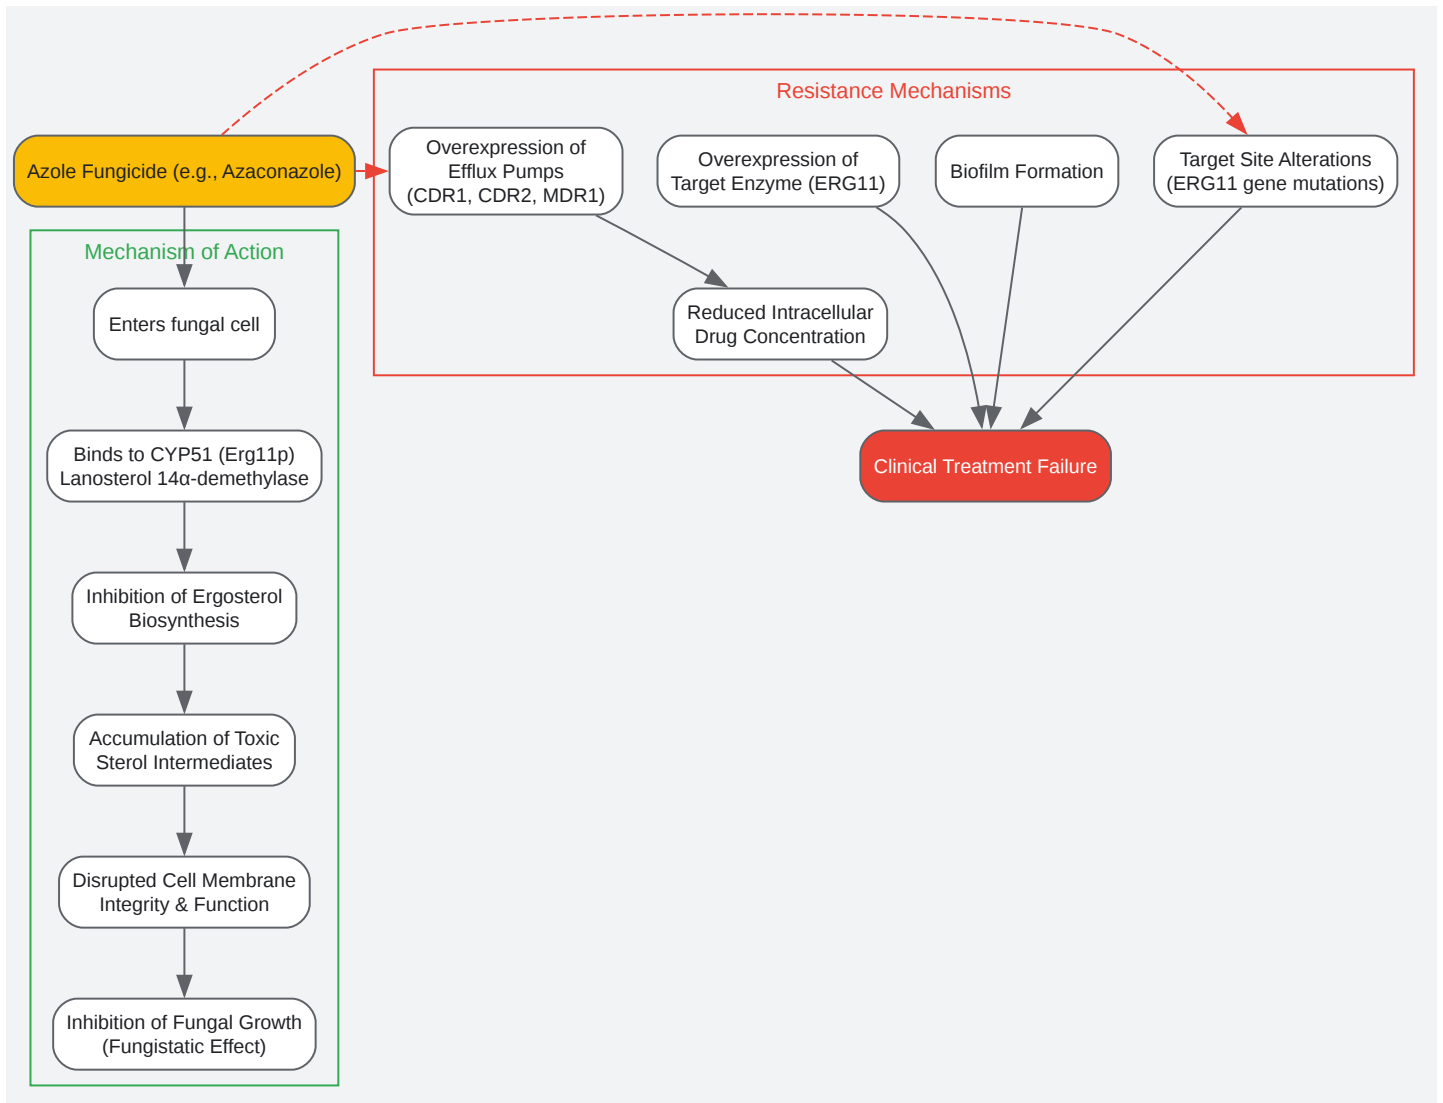 Resistance Mechanisms
Azole Fungicide (e.g., Azaconazole)
Overexpression of
Efflux Pumps
(CDR1, CDR2, MDR1)
Overexpression of
Target Enzyme (ERG11)
Biofilm Formation
Target Site Alterations
(ERG11 gene mutations)
Reduced Intracellular
Drug Concentration
Clinical Treatment Failure
Mechanism of Action
Enters fungal cell
Binds to CYP51 (Erg11p)
Lanosterol 14α-demethylase
Inhibition of Ergosterol
Biosynthesis
Accumulation of Toxic
Sterol Intermediates
Disrupted Cell Membrane
Integrity & Function
Inhibition of Fungal Growth
(Fungistatic Effect)